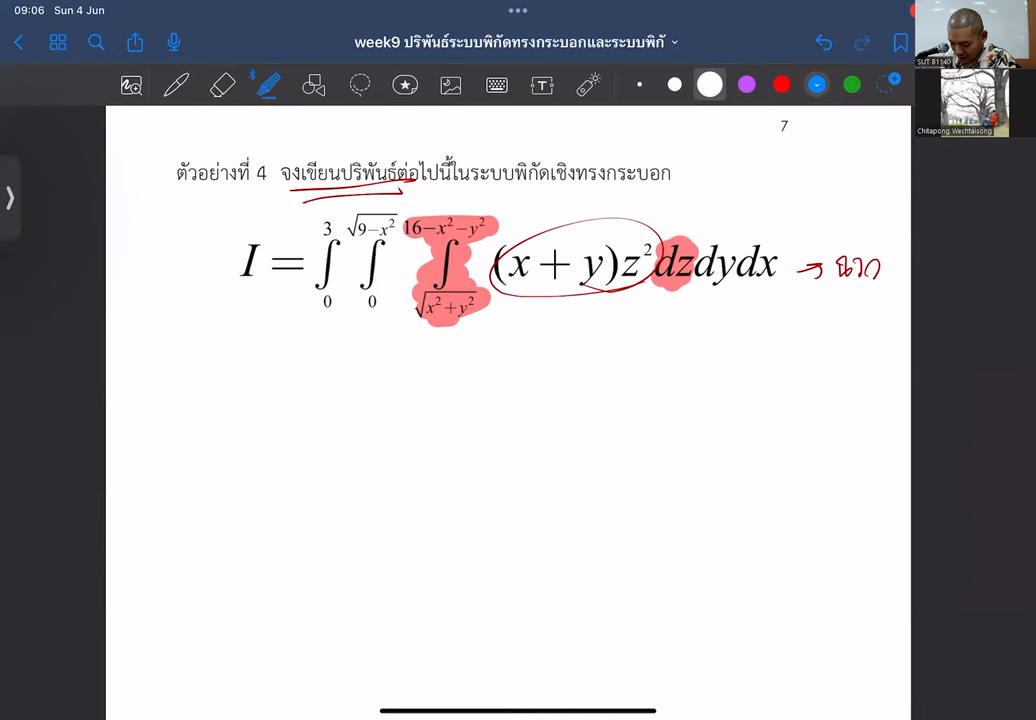 09:06 Sun 4 Jun
week9 ปริพันธ์ระบบพิกัดทรงกระบอกและระบบพิกั
SUT B1140
Chitapong Wechtaisong
7
ตัวอย่างที่ 4 จงเขียนปริพันธ์ต่อไปนี้ในระบบพิกัดเชิงทรงกระบอก
I = ∫₀³ ∫₀^√(9−x²) ∫_√(x²+y²)^(16−x²−y²) (x + y)z² dzdydx → ฉาก